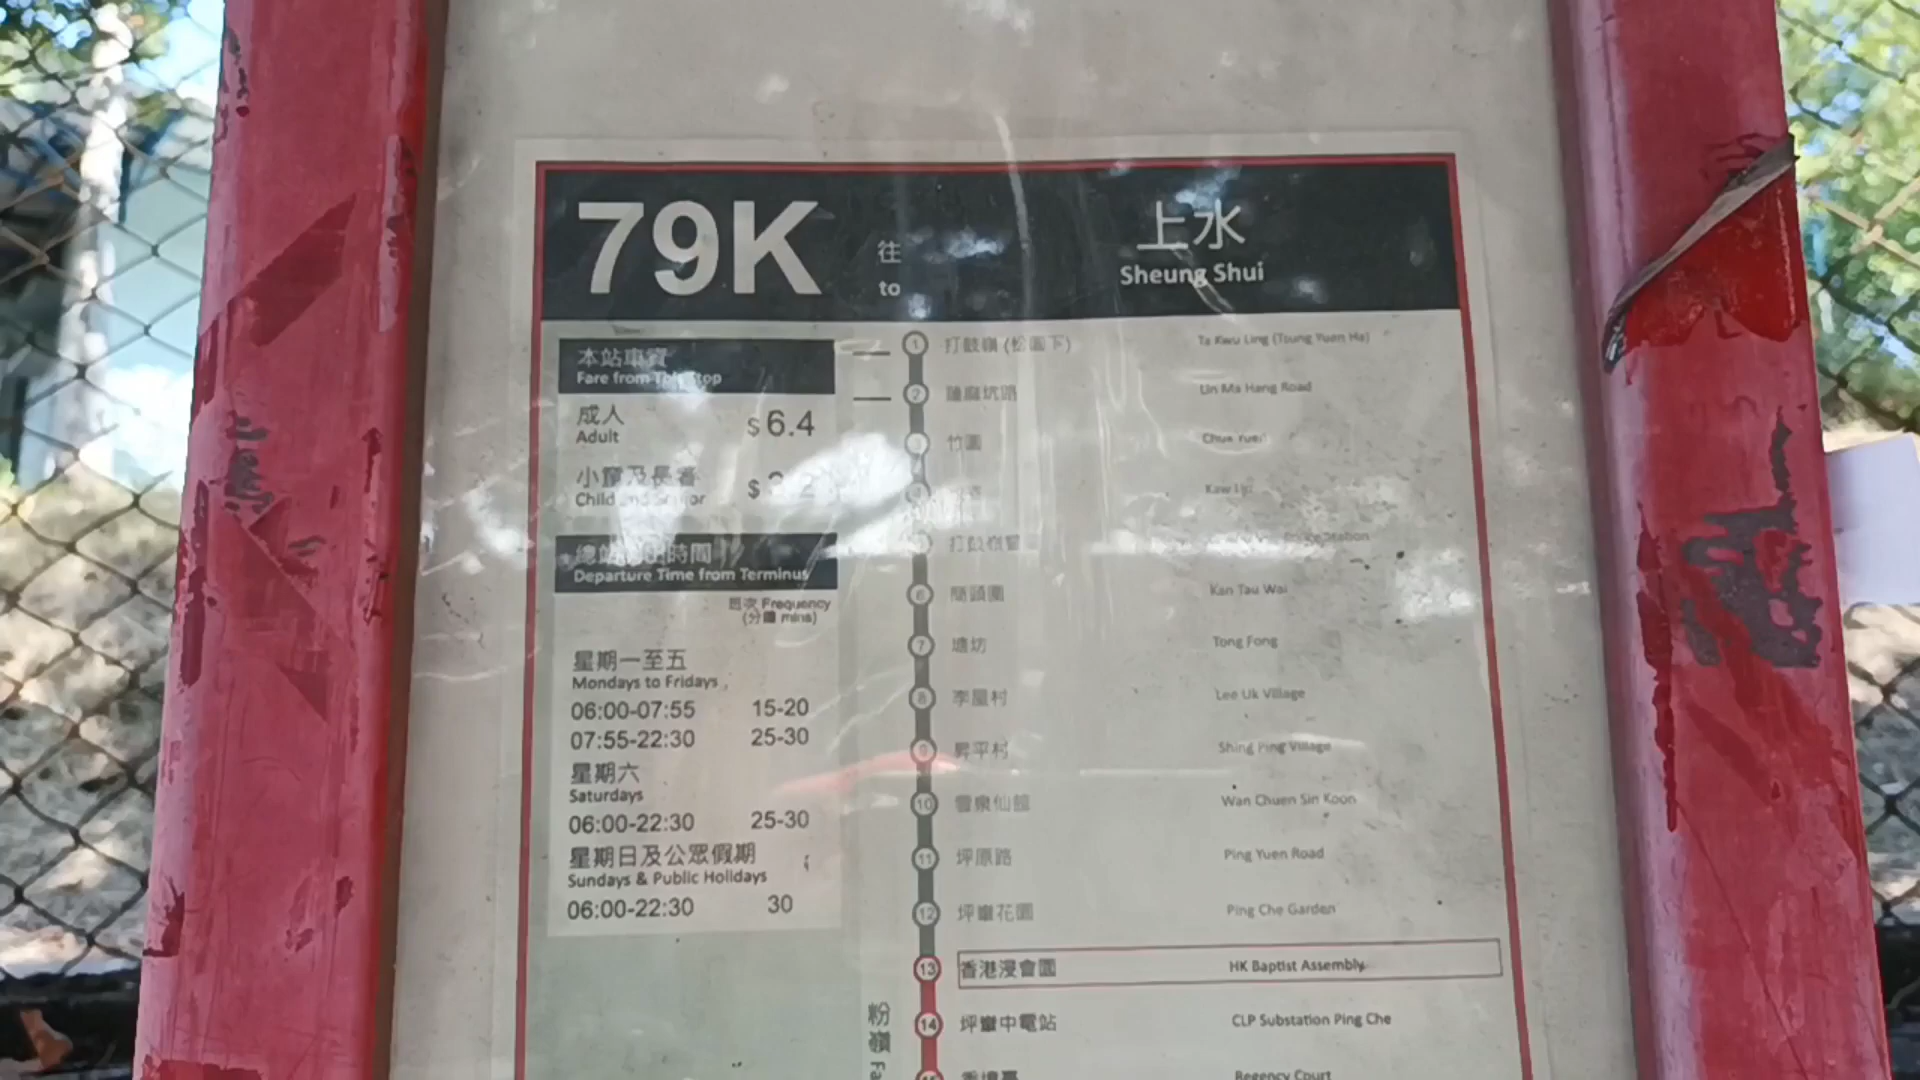 79K
往
to
上水
Sheung Shui
本站車資
Fare from This Stop
成人
Adult
$6.4
小童及長者
Child and Senior
$
總站開出時間
Departure Time from Terminus
班次 Frequency
(分鐘 mins)
星期一至五
Mondays to Fridays
06:00-07:55 15-20
07:55-22:30 25-30
星期六
Saturdays
06:00-22:30 25-30
星期日及公眾假期
Sundays & Public Holidays
06:00-22:30 30
1 打鼓嶺 (松園下) Ta Kwu Ling (Tsung Yuen Ha)
2 蓮麻坑路 Lin Ma Hang Road
3 竹園 Chuk Yuen
打鼓嶺 Police Station
6 簡頭圍 Kan Tau Wai
7 塘坊 Tong Fong
8 李屋村 Lee Uk Village
9 昇平村 Shing Ping Village
10 雲泉仙館 Wan Chuen Sin Koon
11 坪原路 Ping Yuen Road
12 坪輋花園 Ping Che Garden
13 香港浸會園 HK Baptist Assembly
14 坪輋中電站 CLP Substation Ping Che
Regency Court
粉嶺 Fa